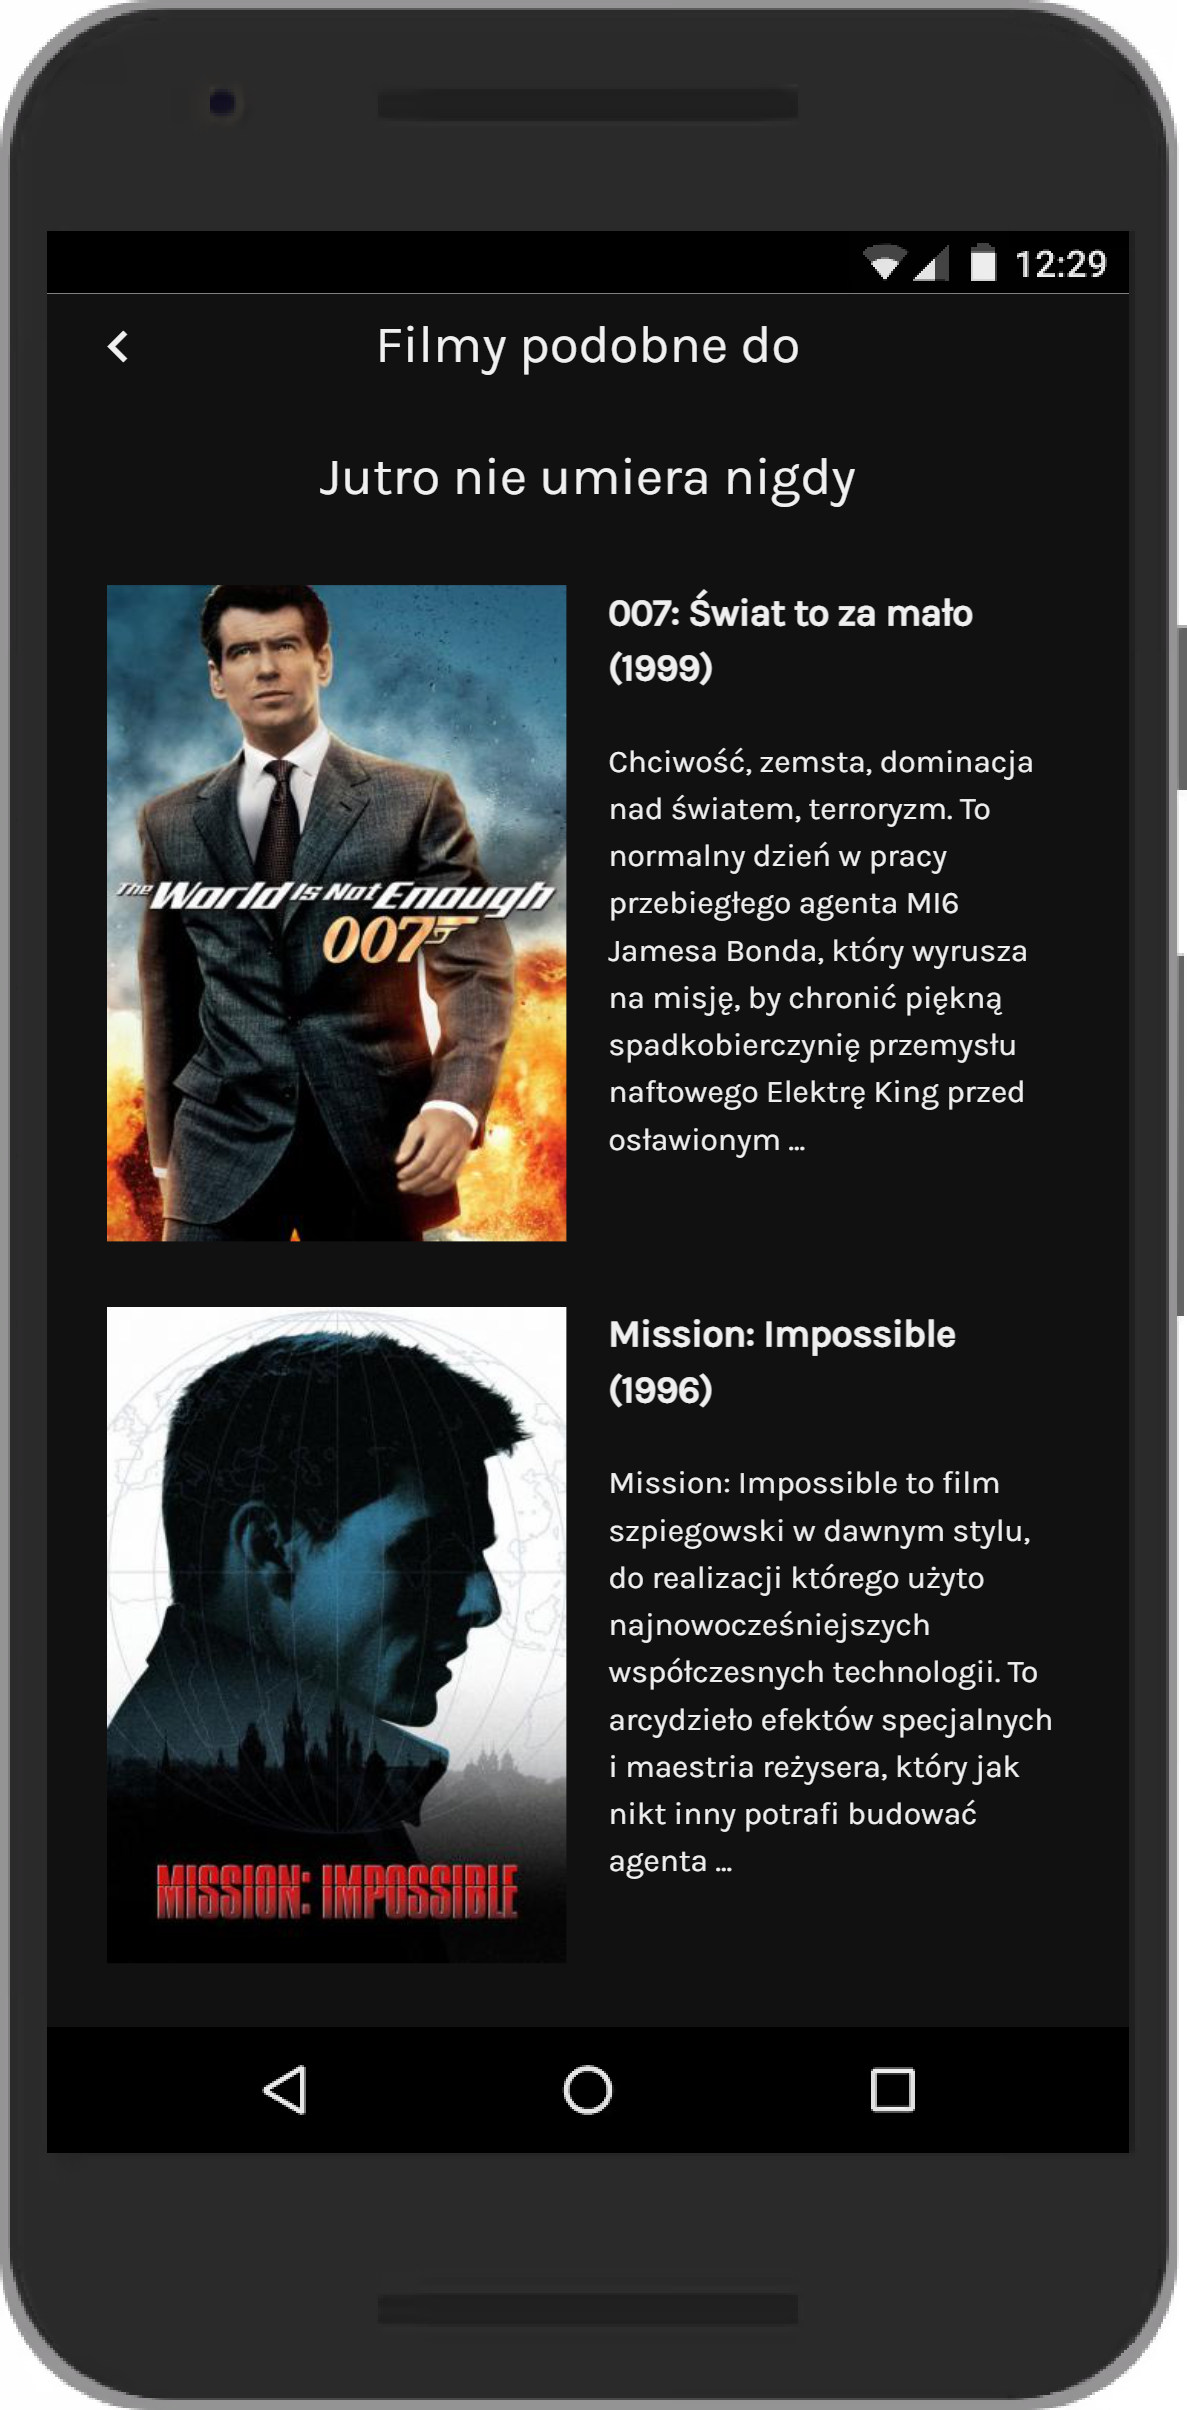 12:29
Filmy podobne do
Jutro nie umiera nigdy
The World Is Not Enough
007
007: Świat to za mało
(1999)
Chciwość, zemsta, dominacja
nad światem, terroryzm. To
normalny dzień w pracy
przebiegłego agenta MI6
Jamesa Bonda, który wyrusza
na misję, by chronić piękną
spadkobierczynię przemysłu
naftowego Elektrę King przed
osławionym ...
MISSION: IMPOSSIBLE
Mission: Impossible
(1996)
Mission: Impossible to film
szpiegowski w dawnym stylu,
do realizacji którego użyto
najnowocześniejszych
współczesnych technologii. To
arcydzieło efektów specjalnych
i maestria reżysera, który jak
nikt inny potrafi budować
agenta ...